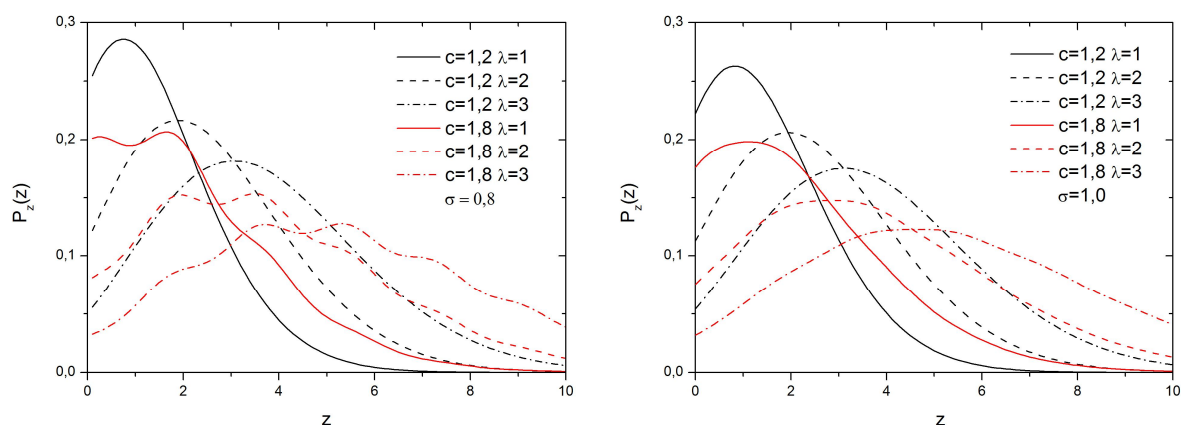 0,3
0,2
0,1
0,0
P_z(z)
c=1,2 λ=1
c=1,2 λ=2
c=1,2 λ=3
c=1,8 λ=1
c=1,8 λ=2
c=1,8 λ=3
σ = 0,8
0 2 4 6 8 10
z
0,3
0,2
0,1
0,0
P_z(z)
c=1,2 λ=1
c=1,2 λ=2
c=1,2 λ=3
c=1,8 λ=1
c=1,8 λ=2
c=1,8 λ=3
σ=1,0
0 2 4 6 8 10
z